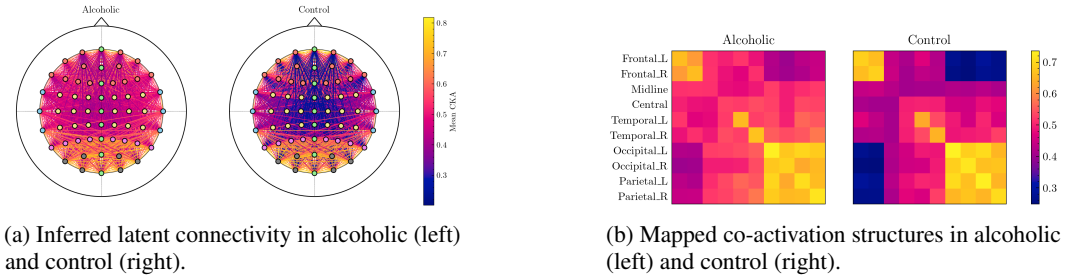 Alcoholic
Control
0.8
0.7
0.6
0.5
0.4
0.3
Mean CKA
(a) Inferred latent connectivity in alcoholic (left)
and control (right).
Alcoholic
Control
Frontal_L
Frontal_R
Midline
Central
Temporal_L
Temporal_R
Occipital_L
Occipital_R
Parietal_L
Parietal_R
0.7
0.6
0.5
0.4
0.3
(b) Mapped co-activation structures in alcoholic
(left) and control (right).